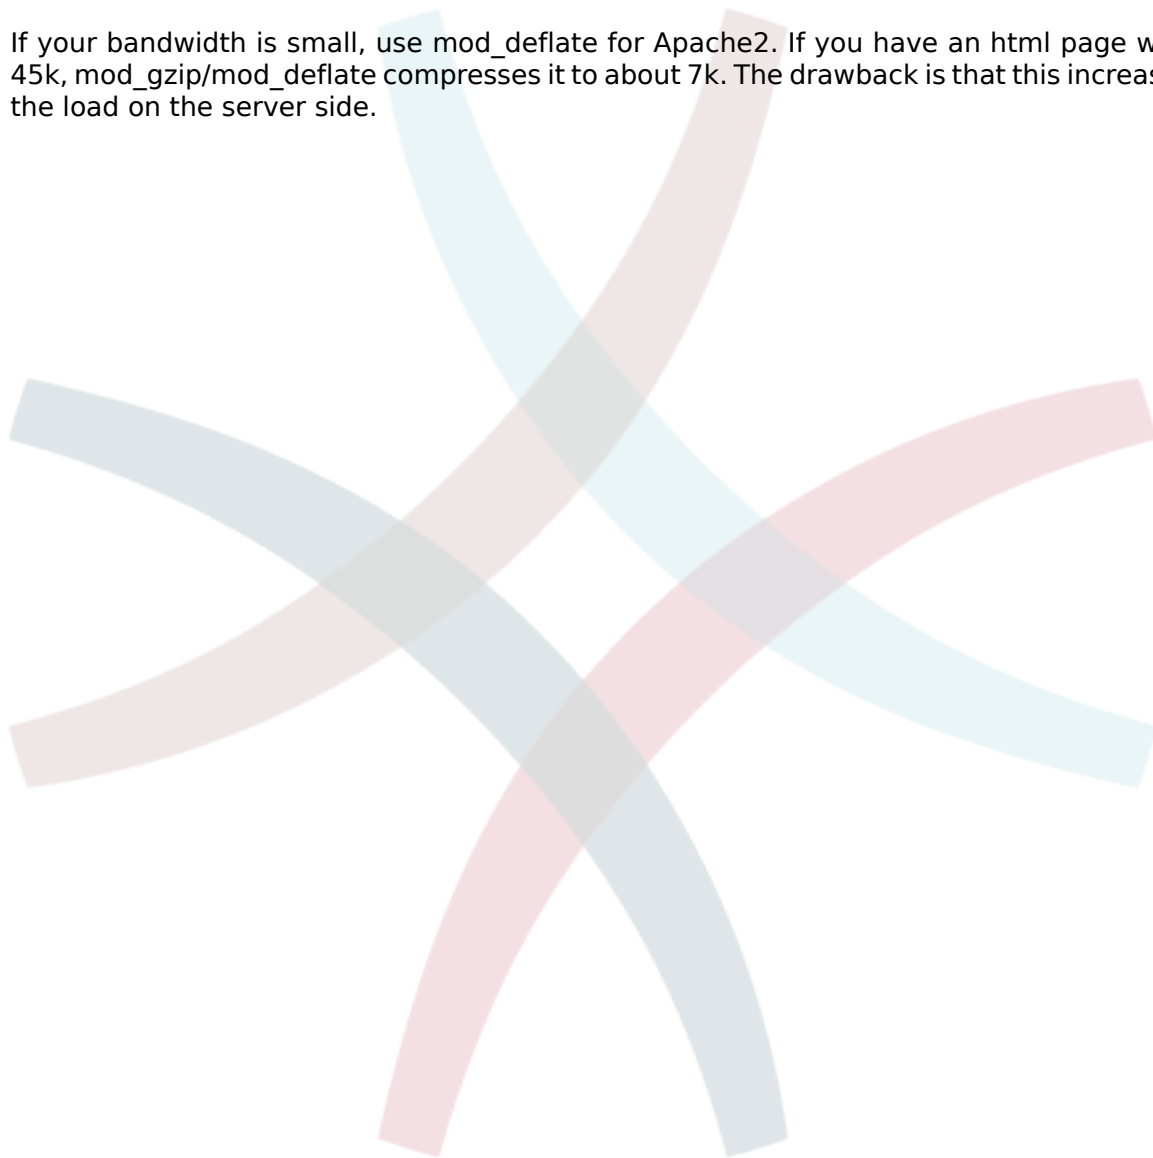 If your bandwidth is small, use mod_deflate for Apache2. If you have an html page
45k, mod_gzip/mod_deflate compresses it to about 7k. The drawback is that this
the load on the server side.